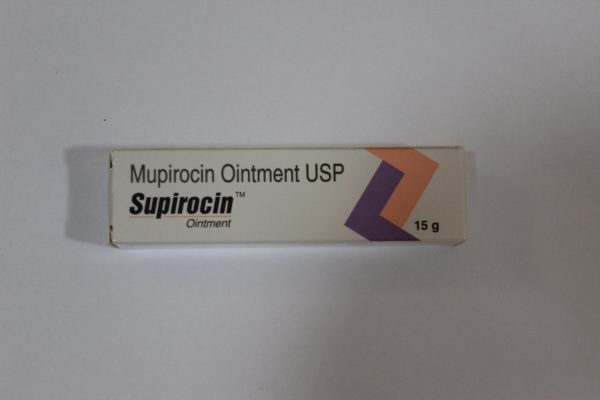 Mupirocin Ointment USP
Supirocin™
Ointment
15 g